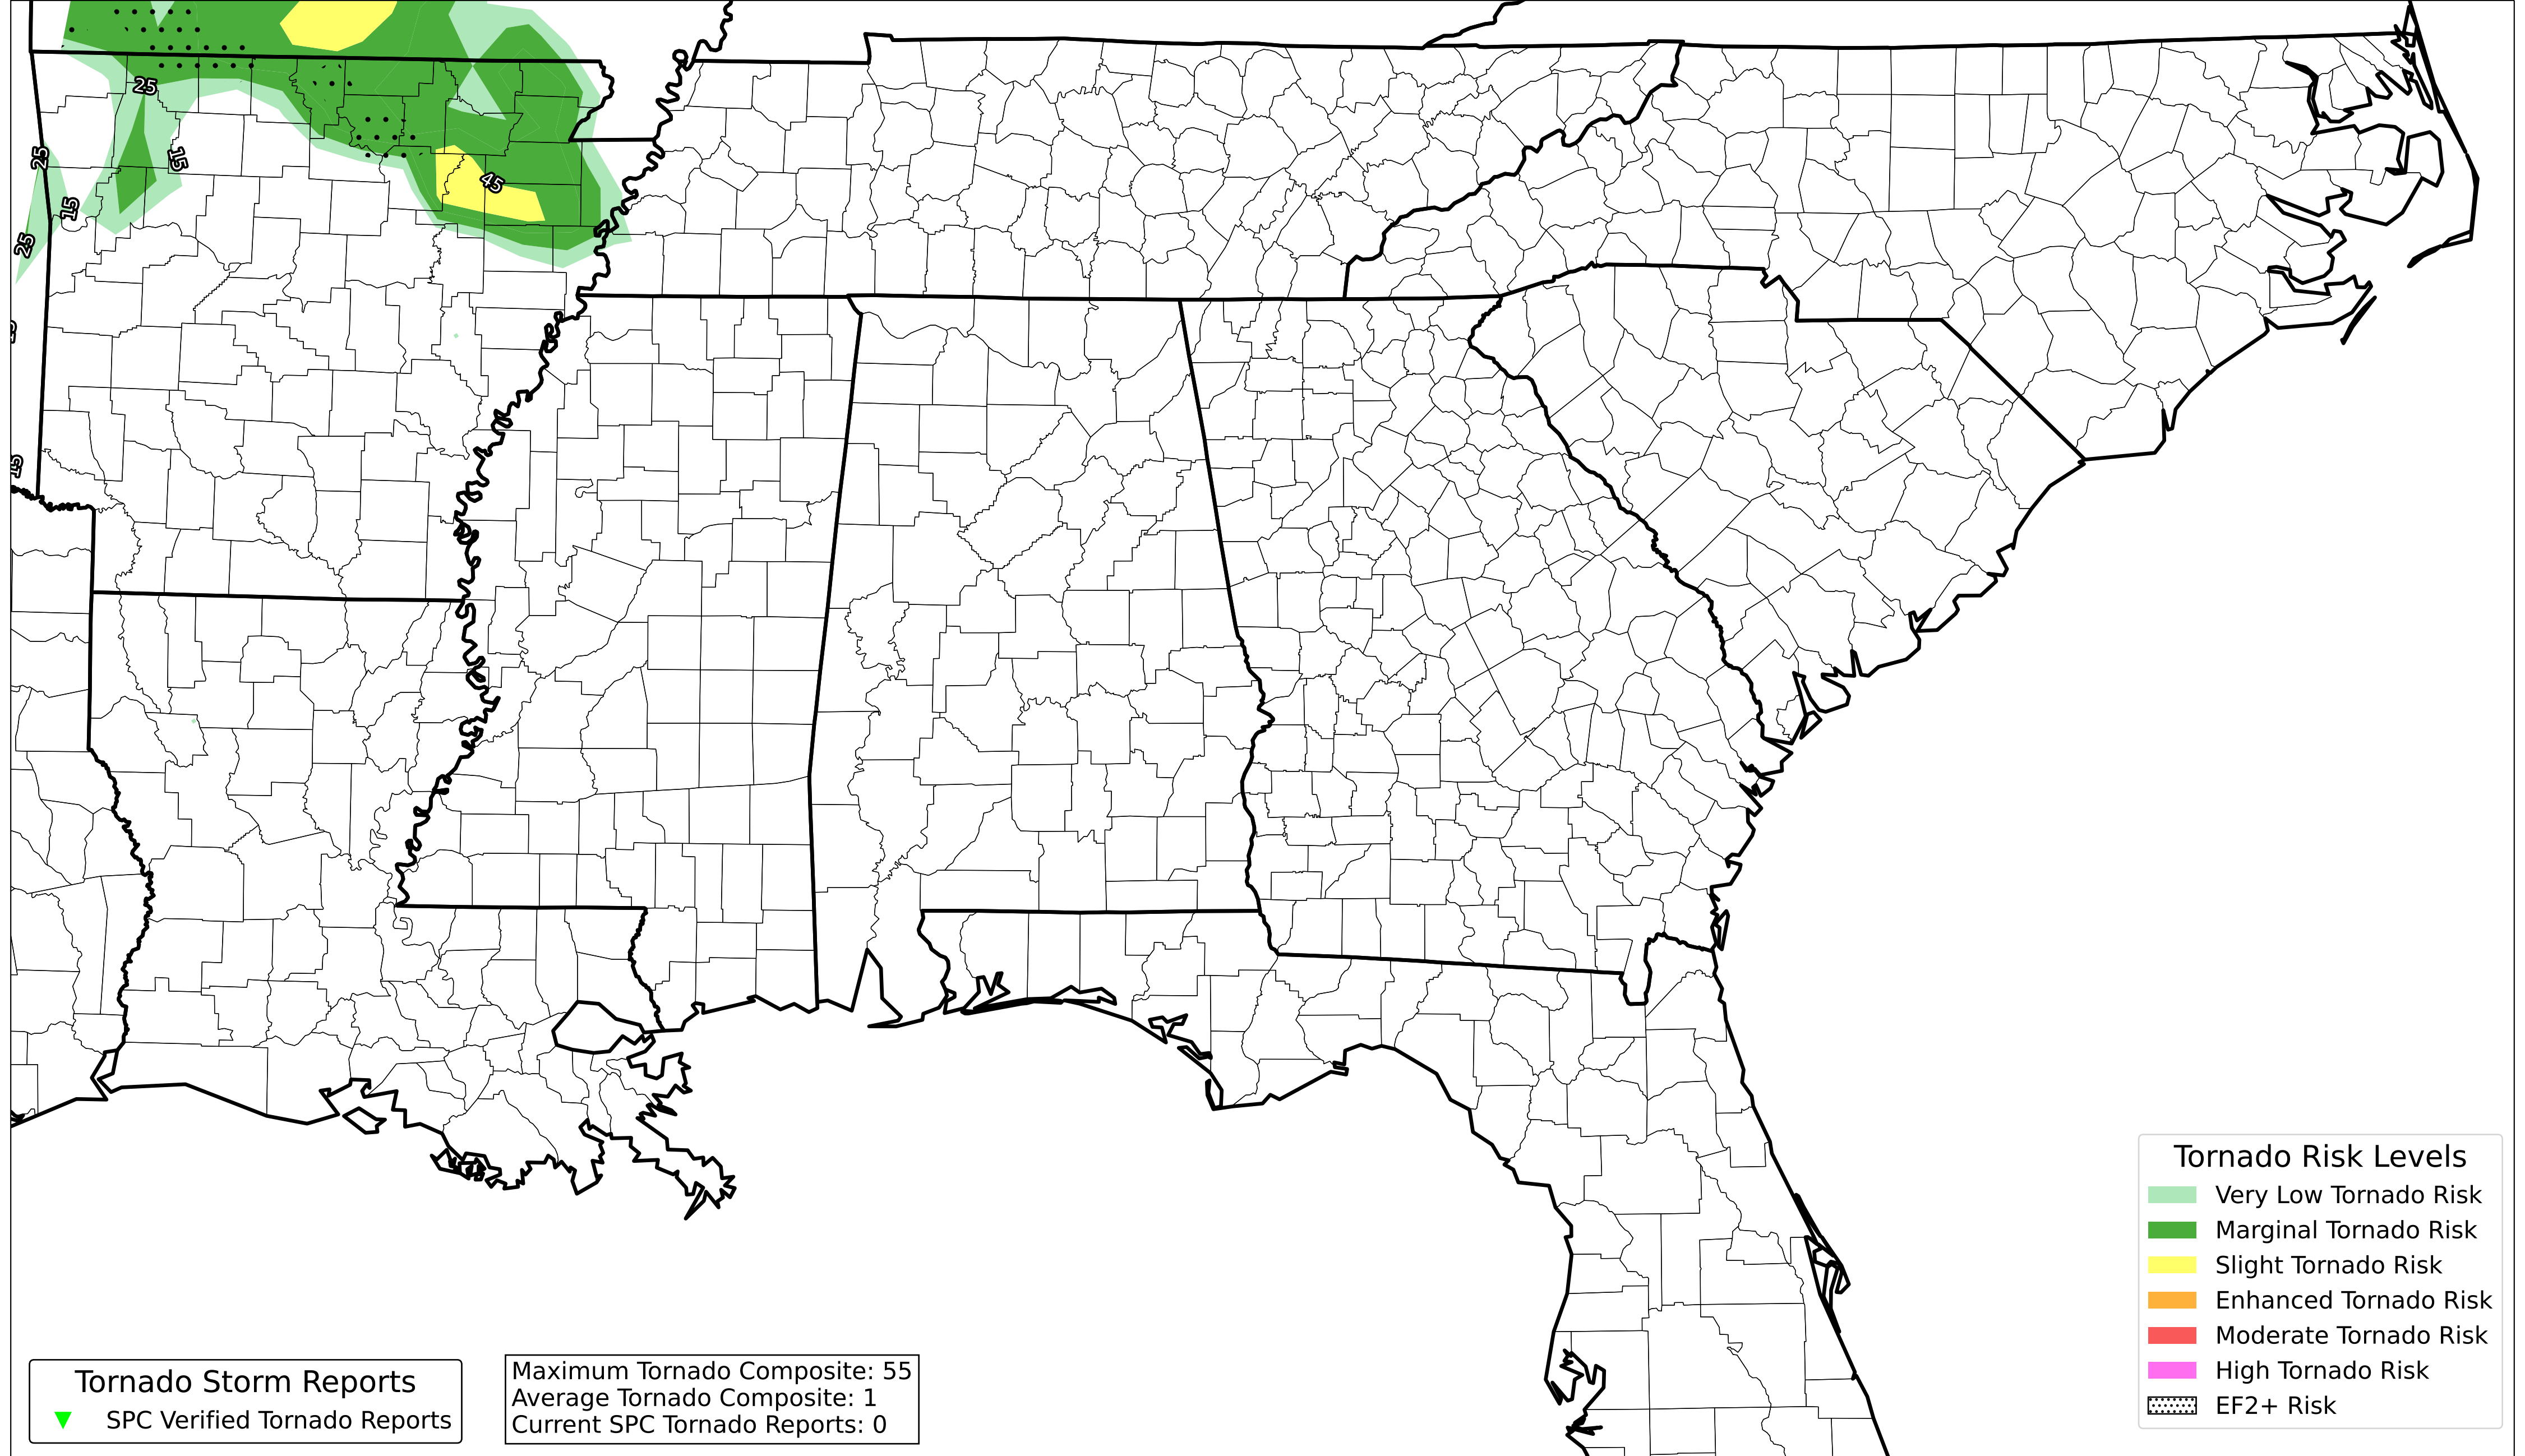 25
15
25
15
25
45
15
Tornado Risk Levels
Very Low Tornado Risk
Marginal Tornado Risk
Slight Tornado Risk
Enhanced Tornado Risk
Moderate Tornado Risk
High Tornado Risk
EF2+ Risk
Tornado Storm Reports
SPC Verified Tornado Reports
Maximum Tornado Composite: 55
Average Tornado Composite: 1
Current SPC Tornado Reports: 0